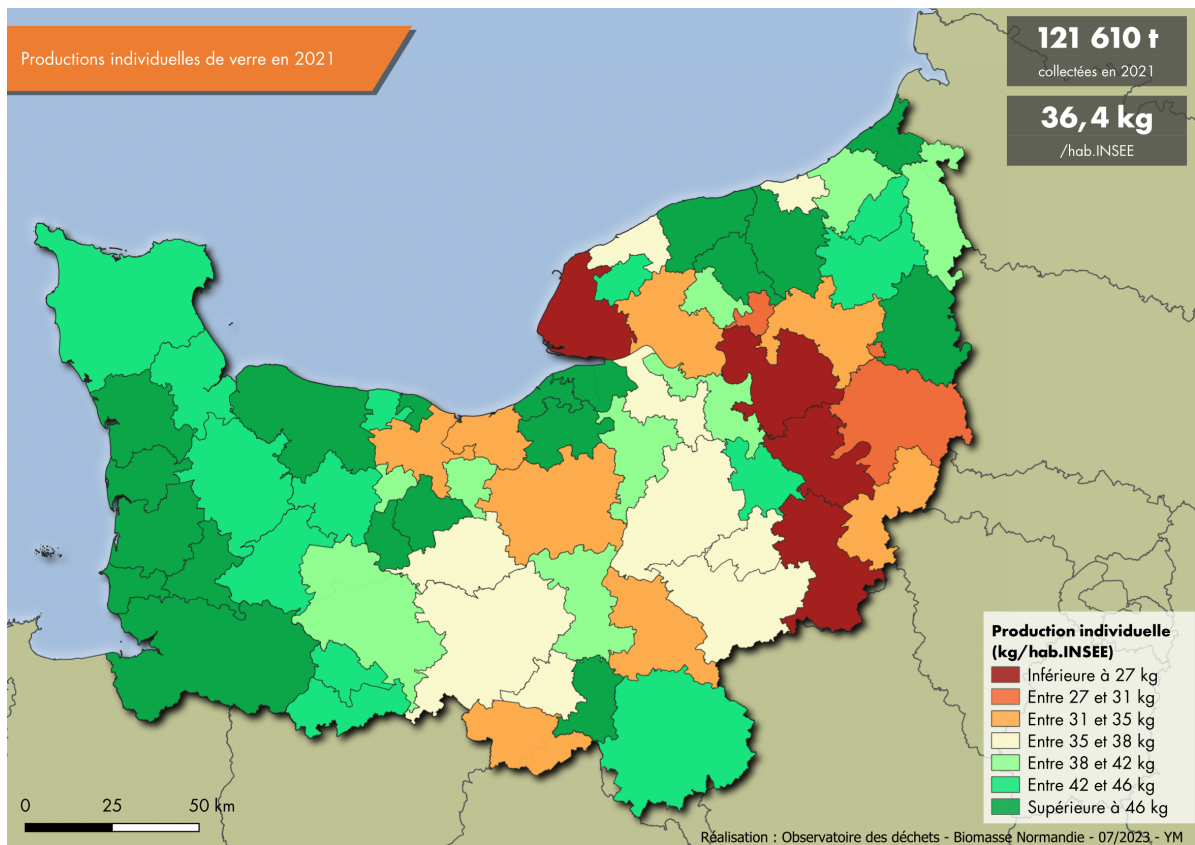 Productions individuelles de verre en 2021
121 610 t
collectées en 2021
36,4 kg
/hab.INSEE
Production individuelle
(kg/hab.INSEE)
Inférieure à 27 kg
Entre 27 et 31 kg
Entre 31 et 35 kg
Entre 35 et 38 kg
Entre 38 et 42 kg
Entre 42 et 46 kg
Supérieure à 46 kg
0 25 50 km
Réalisation : Observatoire des déchets - Biomasse Normandie - 07/2023 - YM